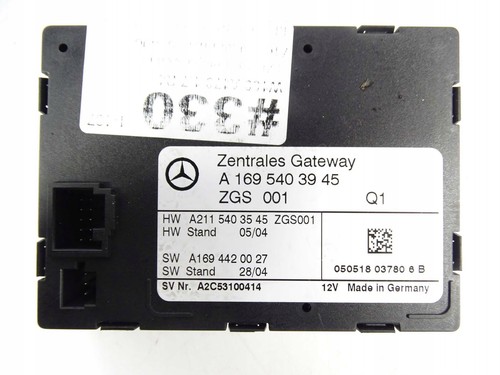 #330
Zentrales Gateway
A 169 540 39 45
ZGS 001 Q1
HW A211 540 35 45 ZGS001
HW Stand 05/04
SW A169 442 00 27
SW Stand 28/04
050518 03780 6 B
SV Nr. A2C53100414 12V Made in Germany